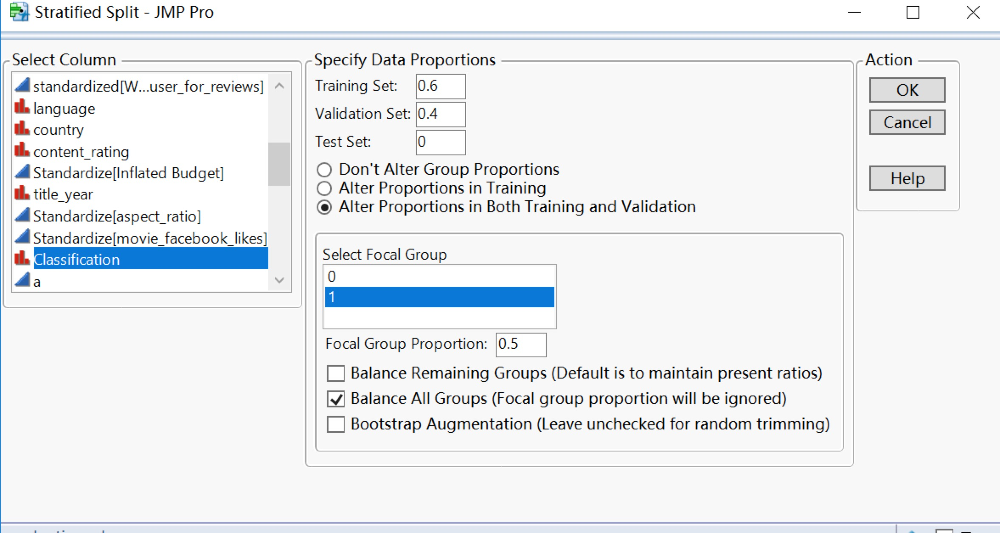 Stratified Split - JMP Pro
Select Column
standardized[W...user_for_reviews]
language
country
content_rating
Standardize[Inflated Budget]
title_year
Standardize[aspect_ratio]
Standardize[movie_facebook_likes]
Classification
a
Specify Data Proportions
Training Set: 0.6
Validation Set: 0.4
Test Set: 0
Don't Alter Group Proportions
Alter Proportions in Training
Alter Proportions in Both Training and Validation
Select Focal Group
0
1
Focal Group Proportion: 0.5
Balance Remaining Groups (Default is to maintain present ratios)
Balance All Groups (Focal group proportion will be ignored)
Bootstrap Augmentation (Leave unchecked for random trimming)
Action
OK
Cancel
Help